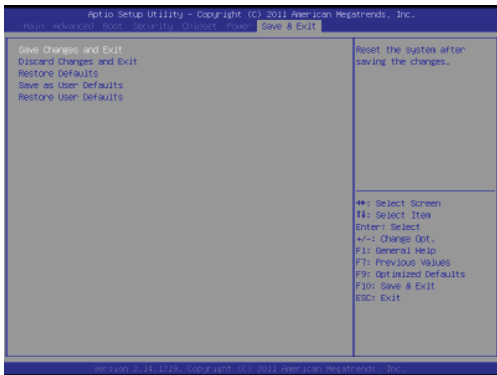 Aptio Setup Utility - Copyright (C) 2011 American Megatrends, Inc.
Main Advanced Boot Security Chipset Power Save & Exit
Save Changes and Exit
Discard Changes and Exit
Restore Defaults
Save as User Defaults
Restore User Defaults
Reset the system after
saving the changes.
↔: Select Screen
↑↓: Select Item
Enter: Select
+/-: Change Opt.
F1: General Help
F7: Previous Values
F9: Optimized Defaults
F10: Save & Exit
ESC: Exit
Version 2.14.1219. Copyright (C) 2011 American Megatrends, Inc.